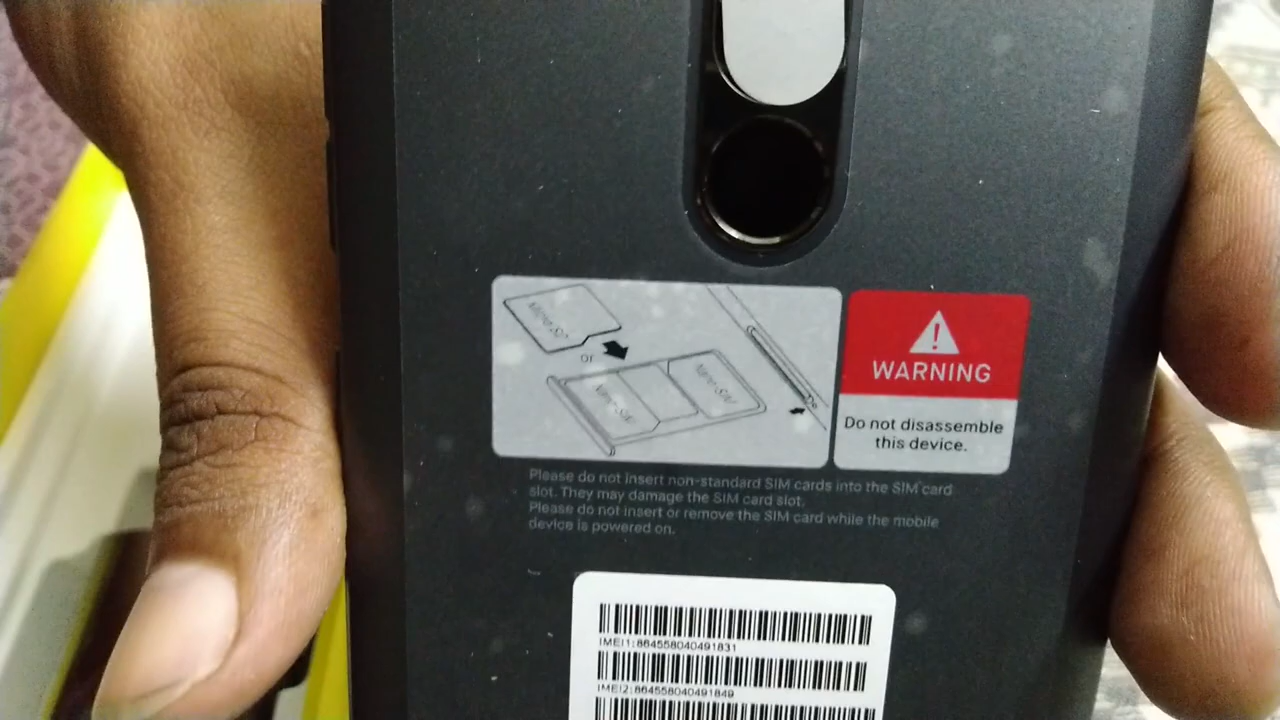 Micro SD
or
Nano-SIM
Nano-SIM
WARNING
Do not disassemble
this device.
Please do not insert non-standard SIM cards into the SIM card
slot. They may damage the SIM card slot.
Please do not insert or remove the SIM card while the mobile
device is powered on.
IMEI1:864558040491831
IMEI2:864558040491849